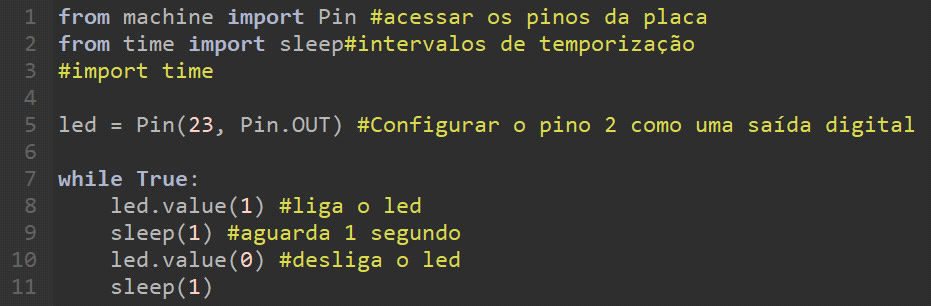 1 from machine import Pin #acessar os pinos da placa
2 from time import sleep#intervalos de temporização
3 #import time
4
5 led = Pin(23, Pin.OUT) #Configurar o pino 2 como uma saída digital
6
7 while True:
8     led.value(1) #liga o led
9     sleep(1) #aguarda 1 segundo
10     led.value(0) #desliga o led
11     sleep(1)